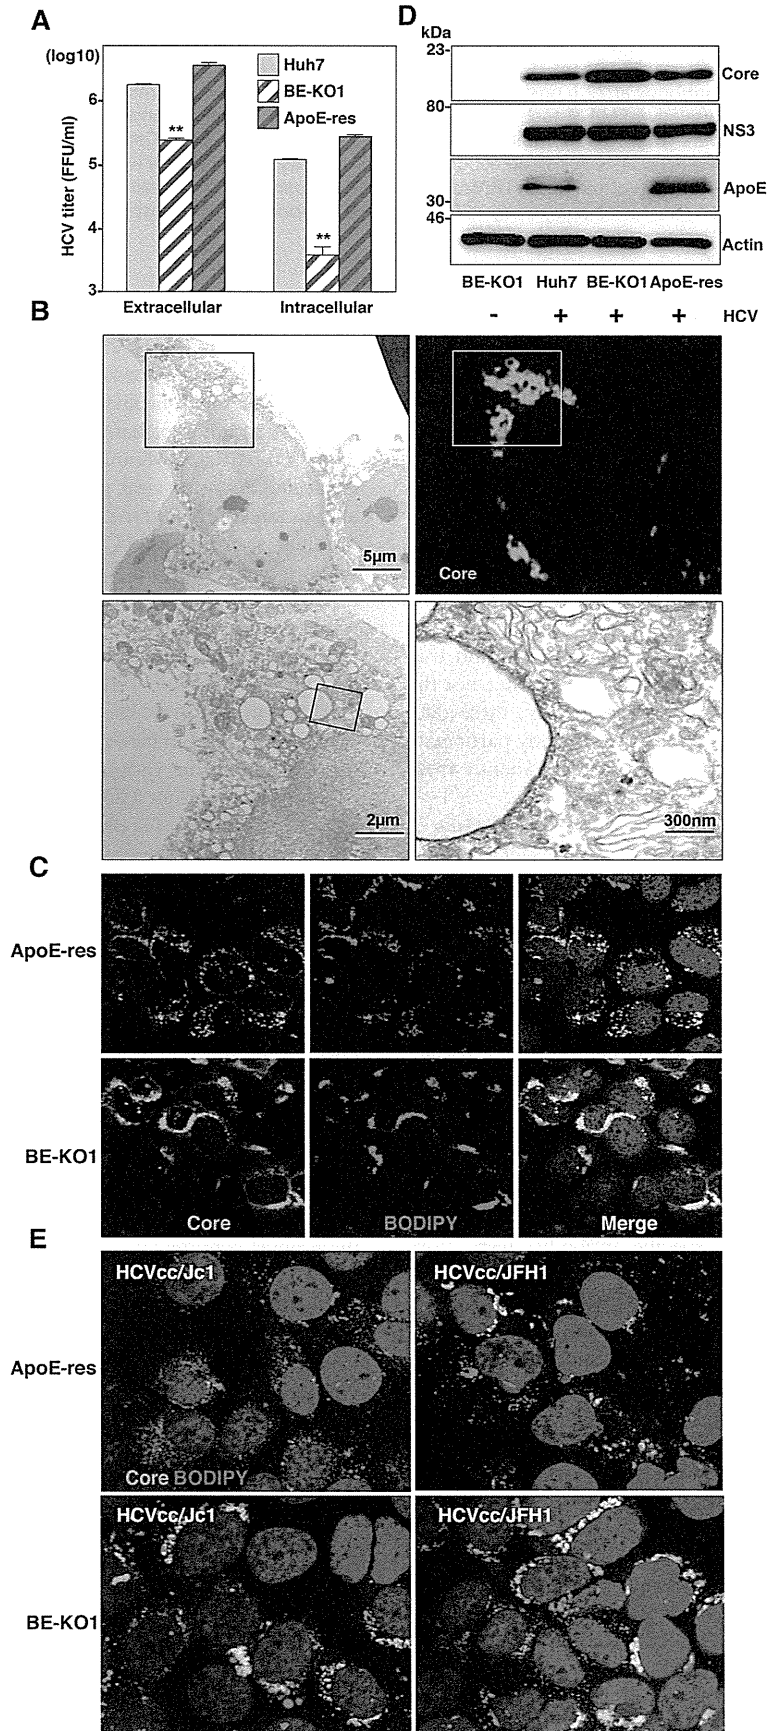 A
(log10)
HCV titer (FFU/ml)
6
5
4
3
Huh7
BE-KO1
ApoE-res
**
**
Extracellular
Intracellular
D
kDa
23-
Core
80-
NS3
30-
ApoE
46-
Actin
BE-KO1 Huh7 BE-KO1 ApoE-res
- + + + HCV
B
5μm
Core
2μm
300nm
C
ApoE-res
BE-KO1
Core
BODIPY
Merge
E
HCVcc/Jc1
HCVcc/JFH1
ApoE-res
Core BODIPY
HCVcc/Jc1
HCVcc/JFH1
BE-KO1